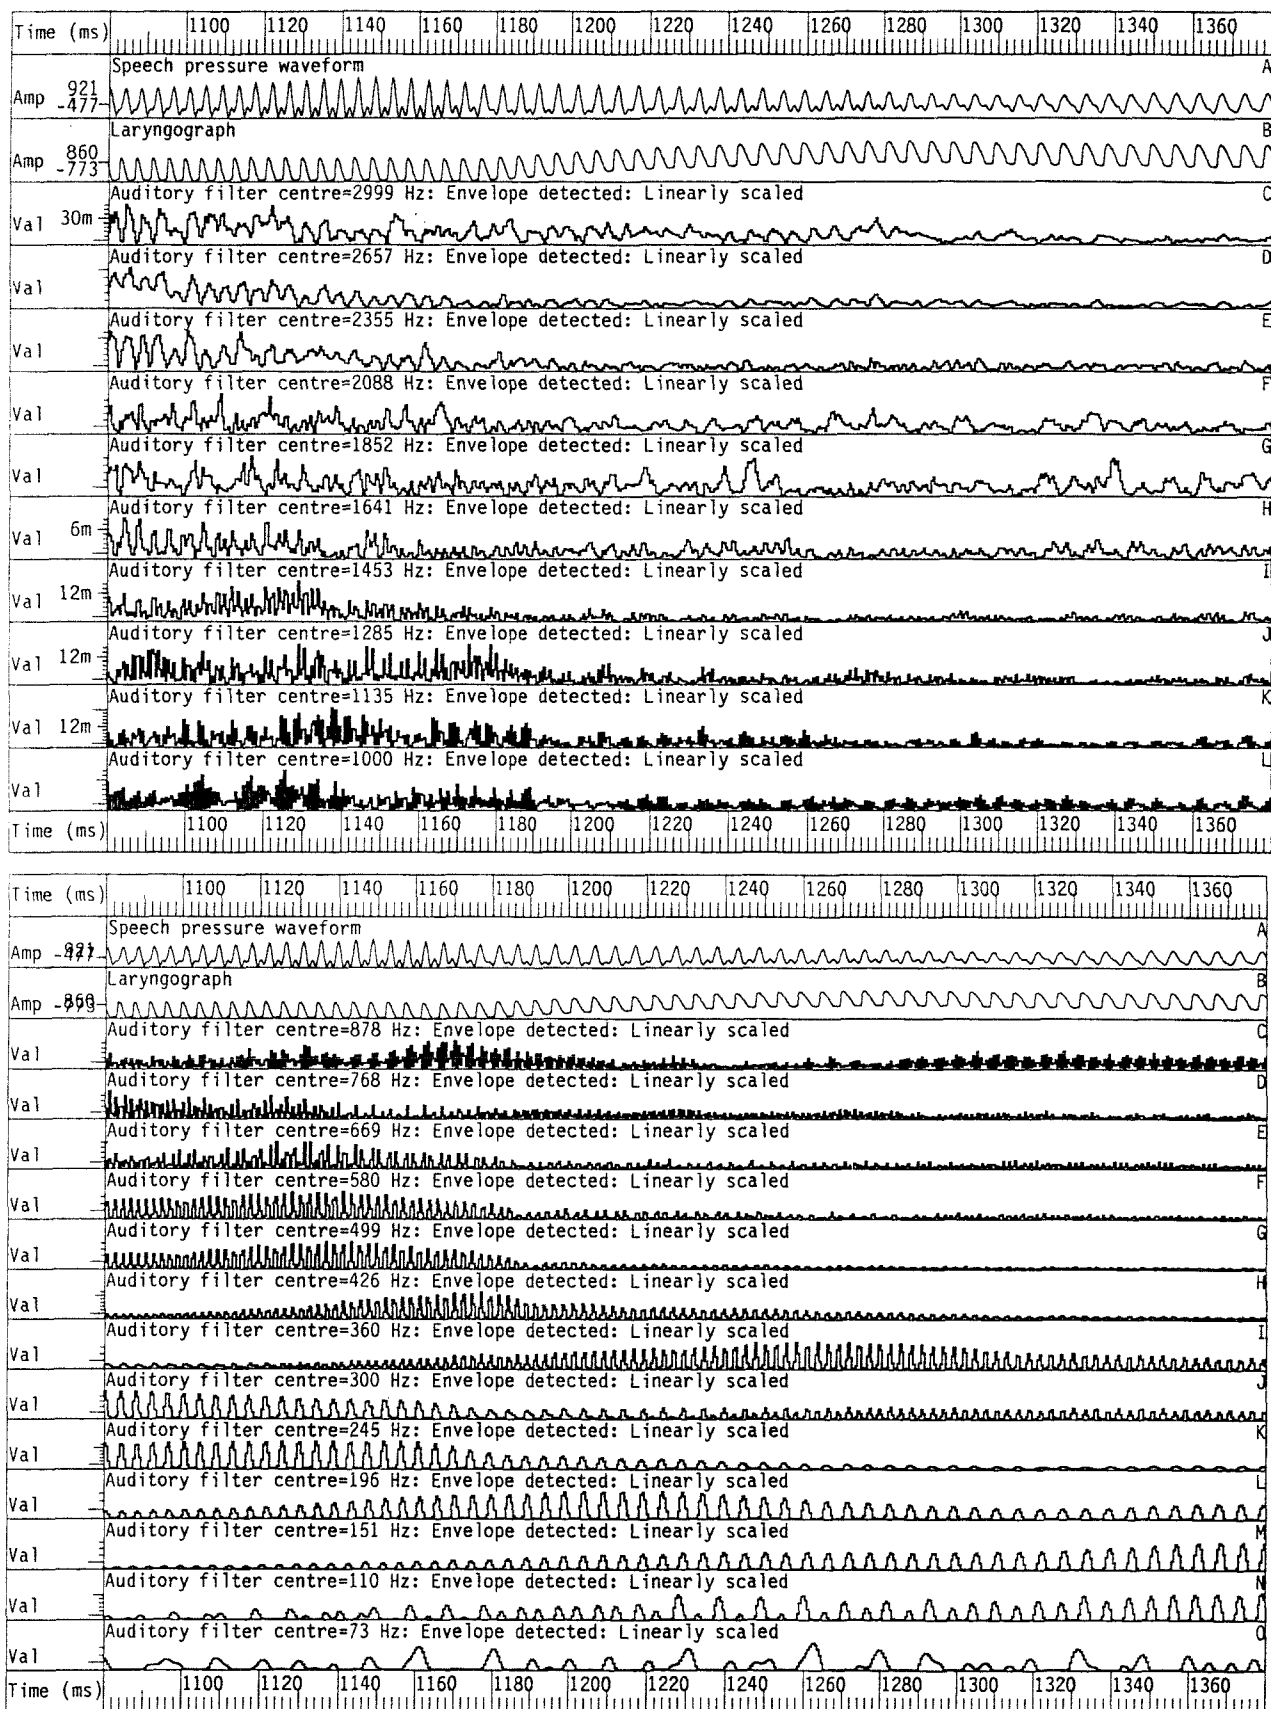 Time (ms) 1100 1120 1140 1160 1180 1200 1220 1240 1260 1280 1300 1320 1340 1360
Speech pressure waveform A
Amp 921 -477
Laryngograph B
Amp 860 -773
Auditory filter centre=2999 Hz: Envelope detected: Linearly scaled C
Val 30m
Auditory filter centre=2657 Hz: Envelope detected: Linearly scaled D
Val
Auditory filter centre=2355 Hz: Envelope detected: Linearly scaled E
Val
Auditory filter centre=2088 Hz: Envelope detected: Linearly scaled F
Val
Auditory filter centre=1852 Hz: Envelope detected: Linearly scaled G
Val
Auditory filter centre=1641 Hz: Envelope detected: Linearly scaled H
Val 6m
Auditory filter centre=1453 Hz: Envelope detected: Linearly scaled I
Val 12m
Auditory filter centre=1285 Hz: Envelope detected: Linearly scaled J
Val 12m
Auditory filter centre=1135 Hz: Envelope detected: Linearly scaled K
Val 12m
Auditory filter centre=1000 Hz: Envelope detected: Linearly scaled L
Val
Time (ms) 1100 1120 1140 1160 1180 1200 1220 1240 1260 1280 1300 1320 1340 1360
Time (ms) 1100 1120 1140 1160 1180 1200 1220 1240 1260 1280 1300 1320 1340 1360
Speech pressure waveform A
Amp
Laryngograph B
Amp
Auditory filter centre=878 Hz: Envelope detected: Linearly scaled C
Val
Auditory filter centre=768 Hz: Envelope detected: Linearly scaled D
Val
Auditory filter centre=669 Hz: Envelope detected: Linearly scaled E
Val
Auditory filter centre=580 Hz: Envelope detected: Linearly scaled F
Val
Auditory filter centre=499 Hz: Envelope detected: Linearly scaled G
Val
Auditory filter centre=426 Hz: Envelope detected: Linearly scaled H
Val
Auditory filter centre=360 Hz: Envelope detected: Linearly scaled I
Val
Auditory filter centre=300 Hz: Envelope detected: Linearly scaled J
Val
Auditory filter centre=245 Hz: Envelope detected: Linearly scaled K
Val
Auditory filter centre=196 Hz: Envelope detected: Linearly scaled L
Val
Auditory filter centre=151 Hz: Envelope detected: Linearly scaled M
Val
Auditory filter centre=110 Hz: Envelope detected: Linearly scaled N
Val
Auditory filter centre=73 Hz: Envelope detected: Linearly scaled O
Val
Time (ms) 1100 1120 1140 1160 1180 1200 1220 1240 1260 1280 1300 1320 1340 1360